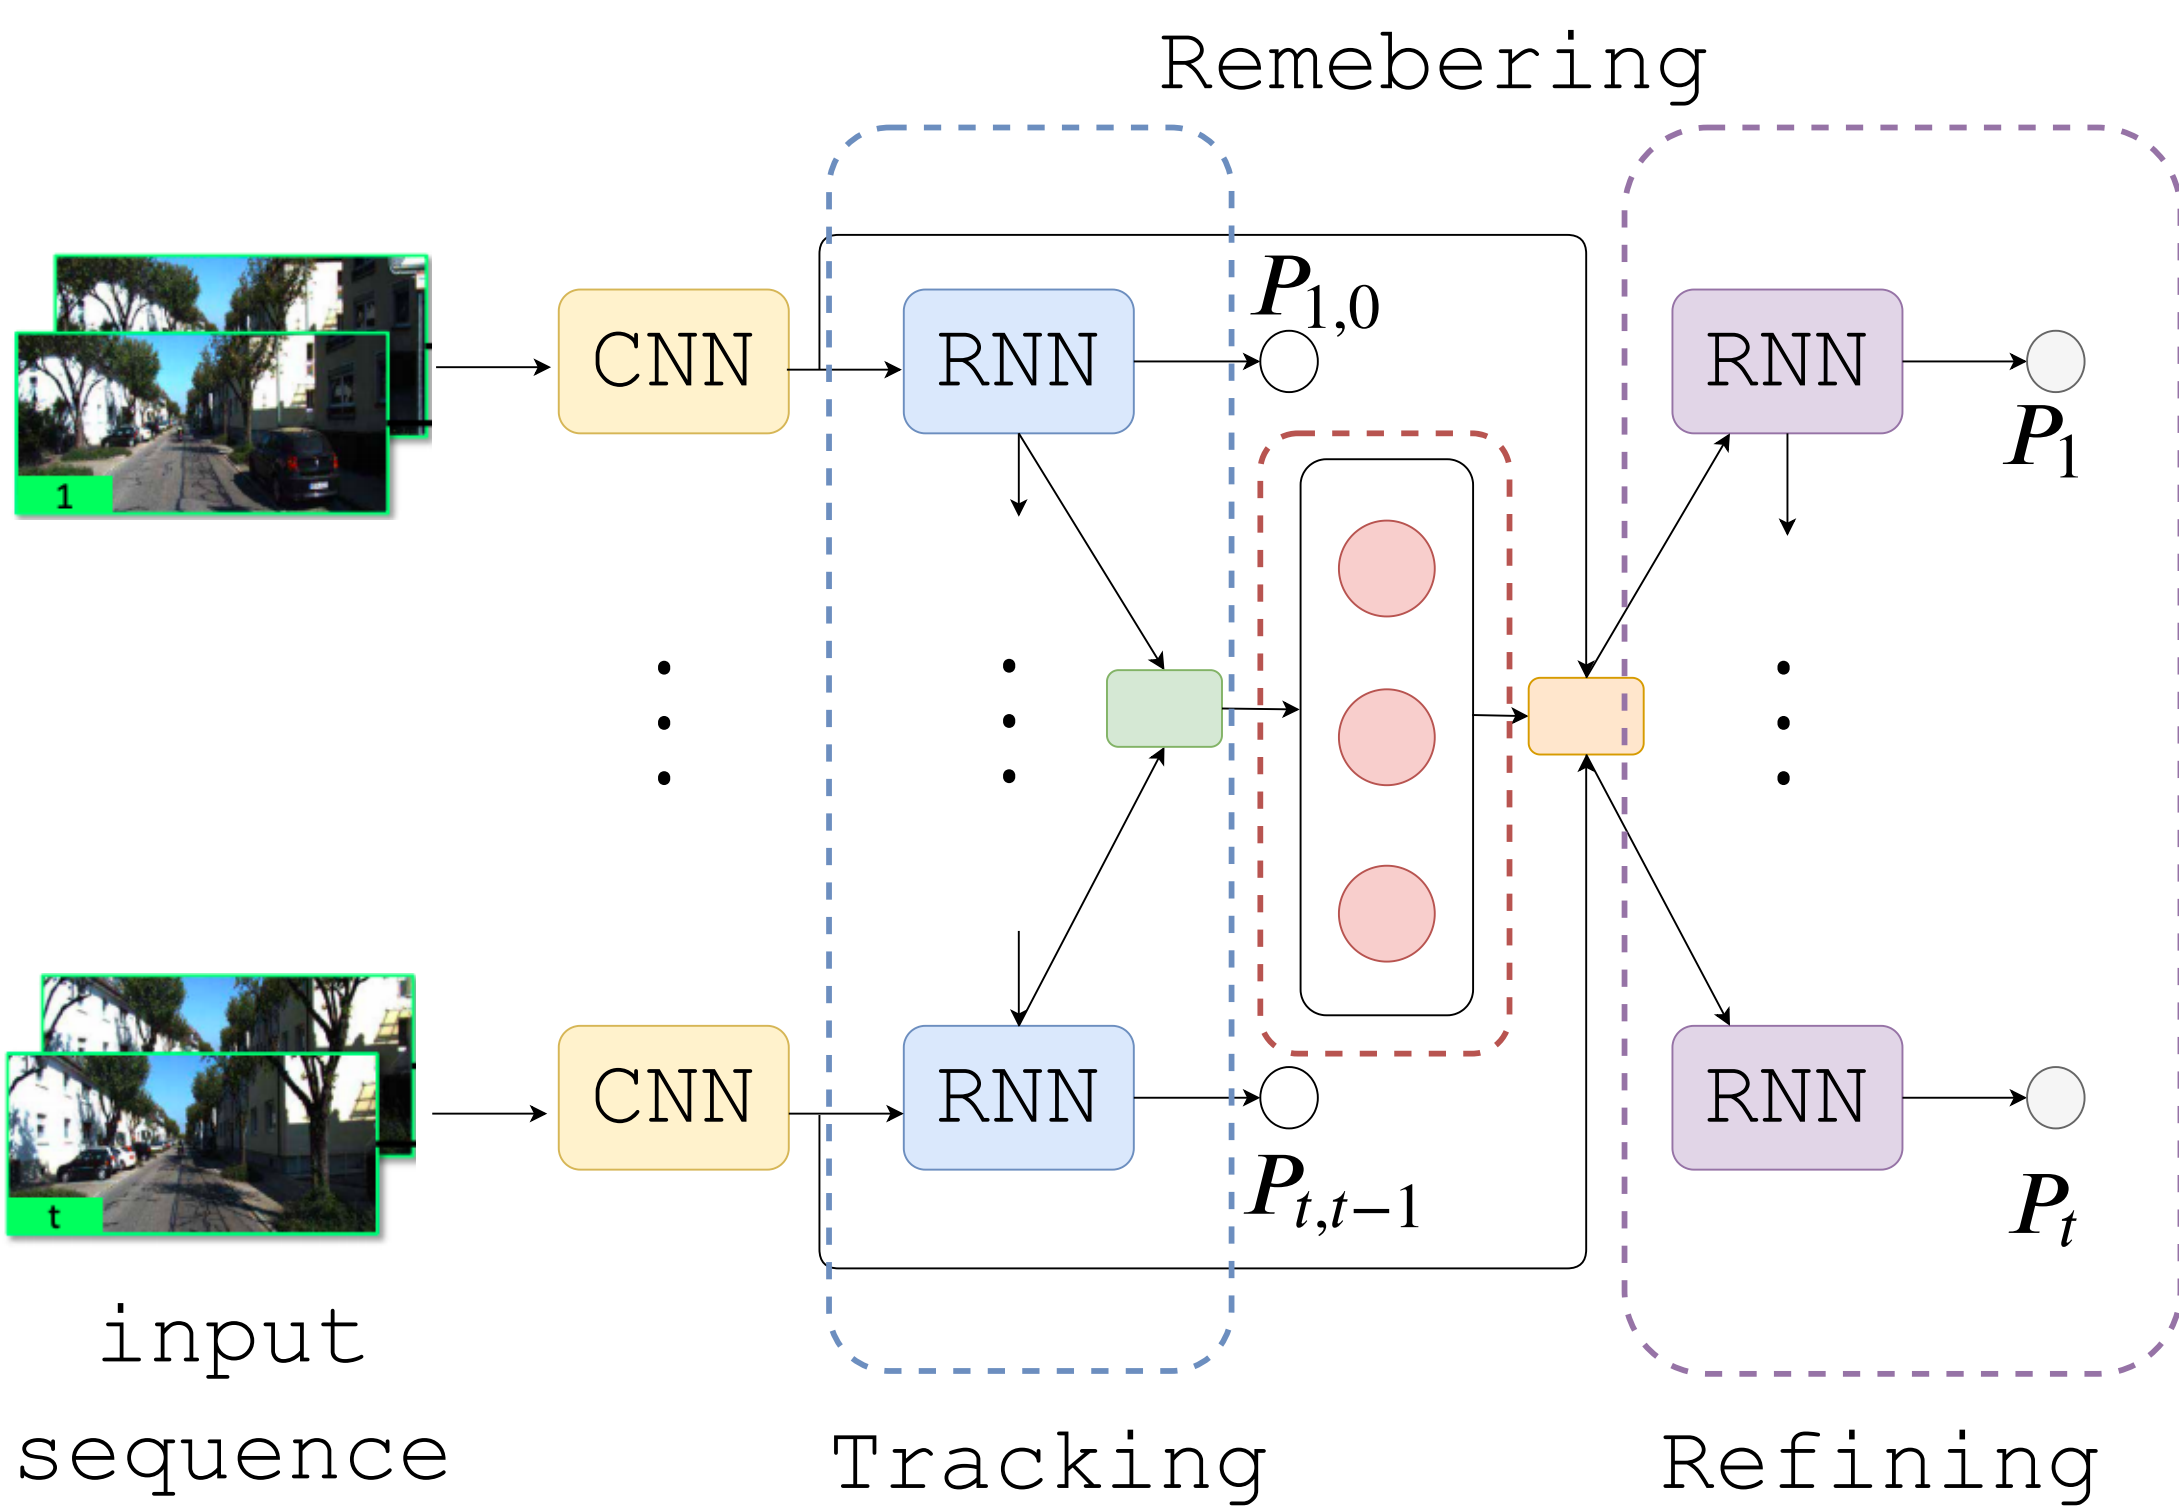 Remebering
CNN
RNN
P1,0
RNN
P1
1
CNN
RNN
Pt,t−1
RNN
Pt
t
input
sequence
Tracking
Refining